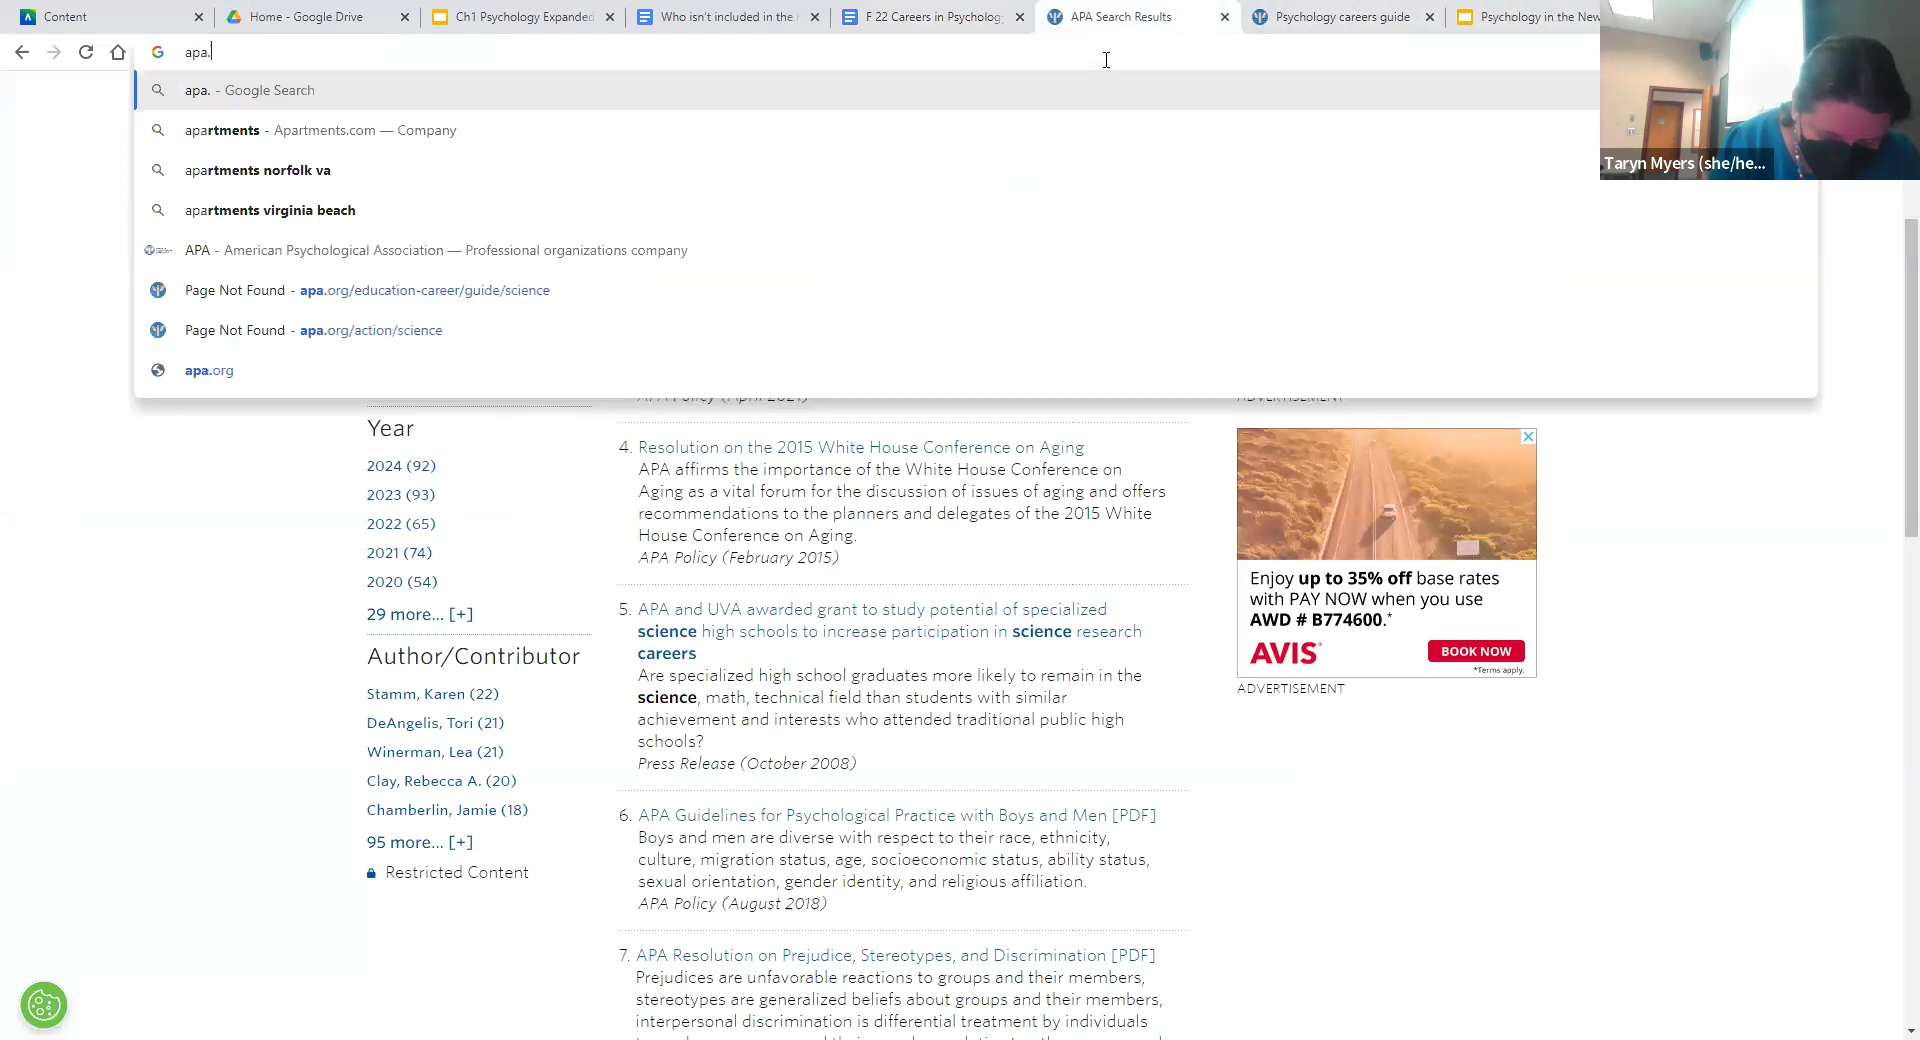 Content
Home - Google Drive
Ch1 Psychology Expanded
Who isn't included in the
F 22 Careers in Psycholog
APA Search Results
Psychology careers guide
Psychology in the New
apa.
apa. - Google Search
apartments - Apartments.com — Company
apartments norfolk va
apartments virginia beach
APA - American Psychological Association — Professional organizations company
Page Not Found - apa.org/education-career/guide/science
Page Not Found - apa.org/action/science
apa.org
Taryn Myers (she/he...
APA Policy (April 2021)
ADVERTISEMENT
Year
2024 (92)
2023 (93)
2022 (65)
2021 (74)
2020 (54)
29 more... [+]
Author/Contributor
Stamm, Karen (22)
DeAngelis, Tori (21)
Winerman, Lea (21)
Clay, Rebecca A. (20)
Chamberlin, Jamie (18)
95 more... [+]
Restricted Content
4. Resolution on the 2015 White House Conference on Aging
APA affirms the importance of the White House Conference on
Aging as a vital forum for the discussion of issues of aging and offers
recommendations to the planners and delegates of the 2015 White
House Conference on Aging.
APA Policy (February 2015)
5. APA and UVA awarded grant to study potential of specialized
science high schools to increase participation in science research
careers
Are specialized high school graduates more likely to remain in the
science, math, technical field than students with similar
achievement and interests who attended traditional public high
schools?
Press Release (October 2008)
6. APA Guidelines for Psychological Practice with Boys and Men [PDF]
Boys and men are diverse with respect to their race, ethnicity,
culture, migration status, age, socioeconomic status, ability status,
sexual orientation, gender identity, and religious affiliation.
APA Policy (August 2018)
7. APA Resolution on Prejudice, Stereotypes, and Discrimination [PDF]
Prejudices are unfavorable reactions to groups and their members,
stereotypes are generalized beliefs about groups and their members,
interpersonal discrimination is differential treatment by individuals
Enjoy up to 35% off base rates
with PAY NOW when you use
AWD # B774600.*
AVIS
BOOK NOW
*Terms apply.
ADVERTISEMENT